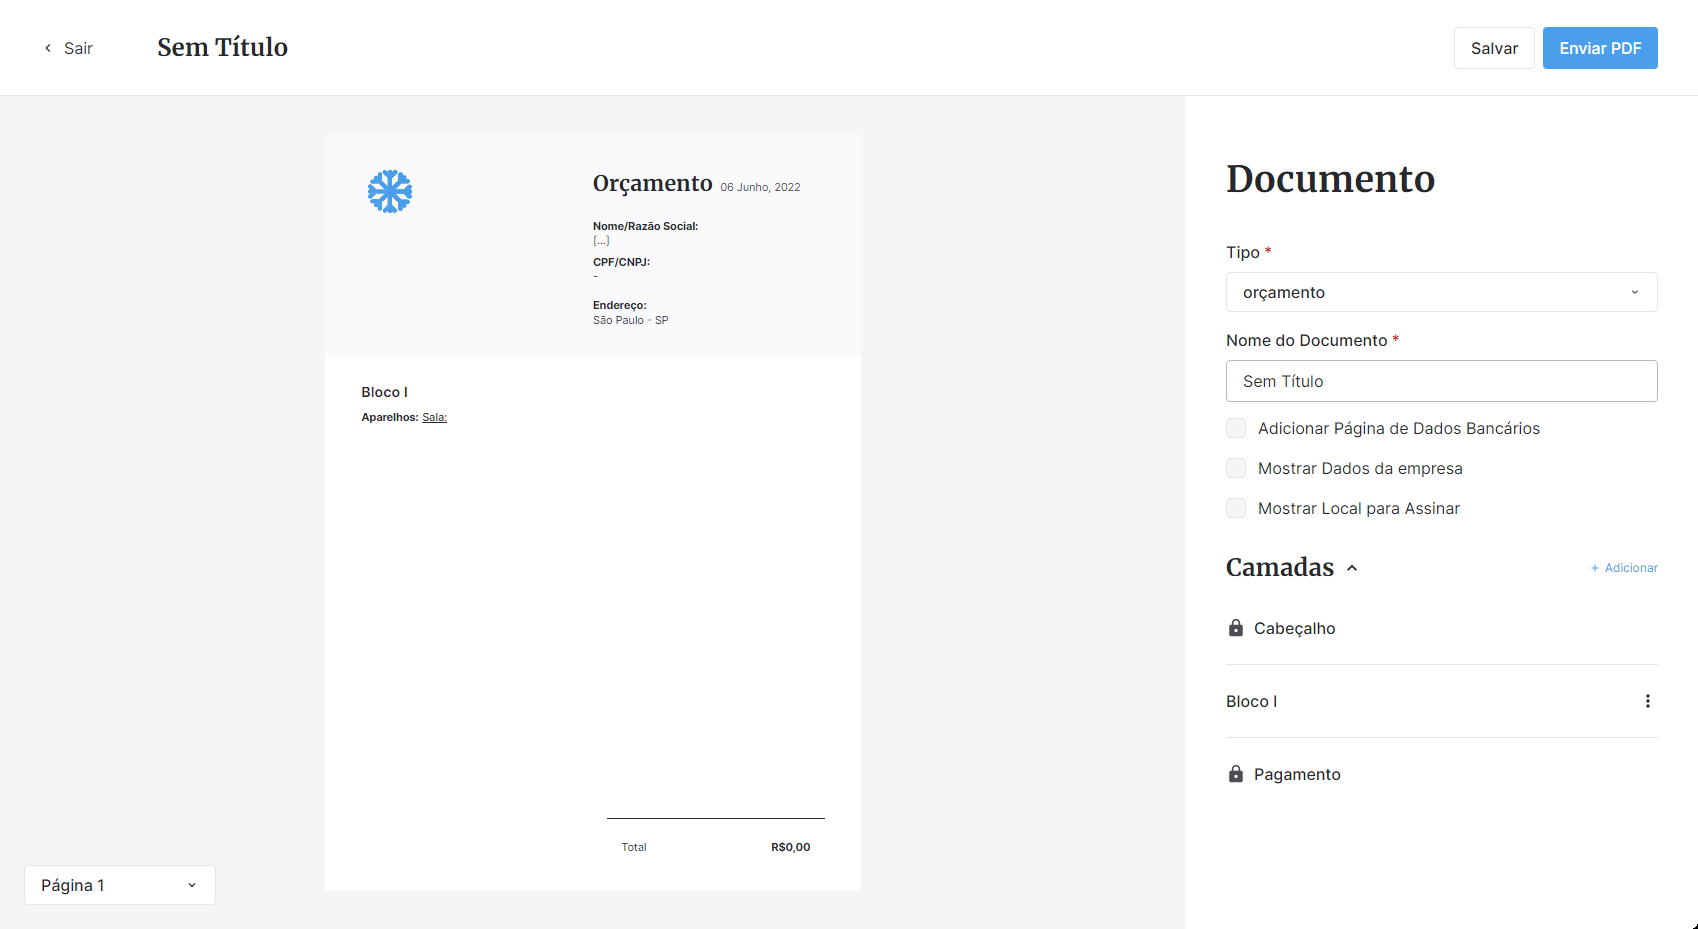 Sair
Sem Título
Salvar
Enviar PDF
Orçamento 06 Junho, 2022
Nome/Razão Social:
[...]
CPF/CNPJ:
-
Endereço:
São Paulo - SP
Bloco I
Aparelhos: Sala:
Total R$0,00
Página 1
Documento
Tipo *
orçamento
Nome do Documento *
Sem Título
Adicionar Página de Dados Bancários
Mostrar Dados da empresa
Mostrar Local para Assinar
Camadas
+ Adicionar
Cabeçalho
Bloco I
Pagamento